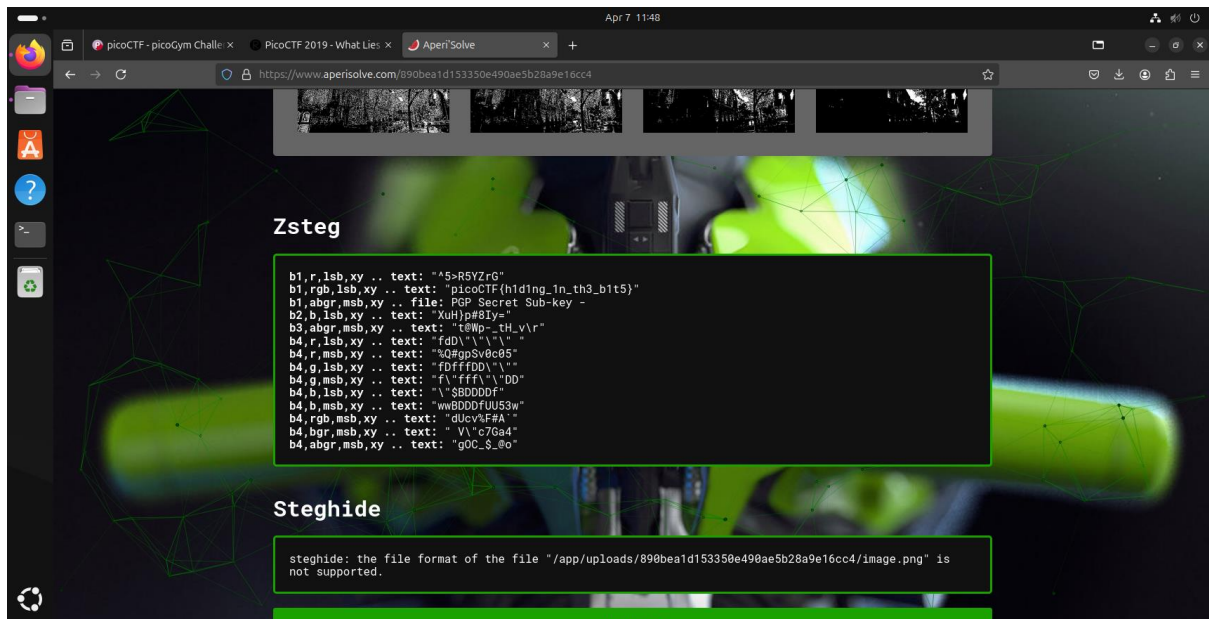 Apr 7 11:48
picoCTF - picoGym Challe
PicoCTF 2019 - What Lies
Aperi'Solve
https://www.aperisolve.com/890bea1d153350e490ae5b28a9e16cc4
Zsteg
b1,r,lsb,xy .. text: "^5>R5YZrG"
b1,rgb,lsb,xy .. text: "picoCTF{h1d1ng_1n_th3_b1t5}"
b1,abgr,msb,xy .. file: PGP Secret Sub-key -
b2,b,lsb,xy .. text: "XuH}p#8Iy="
b3,abgr,msb,xy .. text: "t@Wp-_tH_v\r"
b4,r,lsb,xy .. text: "fdD\"\"\"\" "
b4,r,msb,xy .. text: "%Q#gpSv0c05"
b4,g,lsb,xy .. text: "fDfffDD\"\""
b4,g,msb,xy .. text: "f\"fff\"\"DD"
b4,b,lsb,xy .. text: "\"$BDDDDf"
b4,b,msb,xy .. text: "wwBDDDfUU53w"
b4,rgb,msb,xy .. text: "dUcv%F#A`"
b4,bgr,msb,xy .. text: " V\"c7Ga4"
b4,abgr,msb,xy .. text: "gOC_$_@o"
Steghide
steghide: the file format of the file "/app/uploads/890bea1d153350e490ae5b28a9e16cc4/image.png" is
not supported.